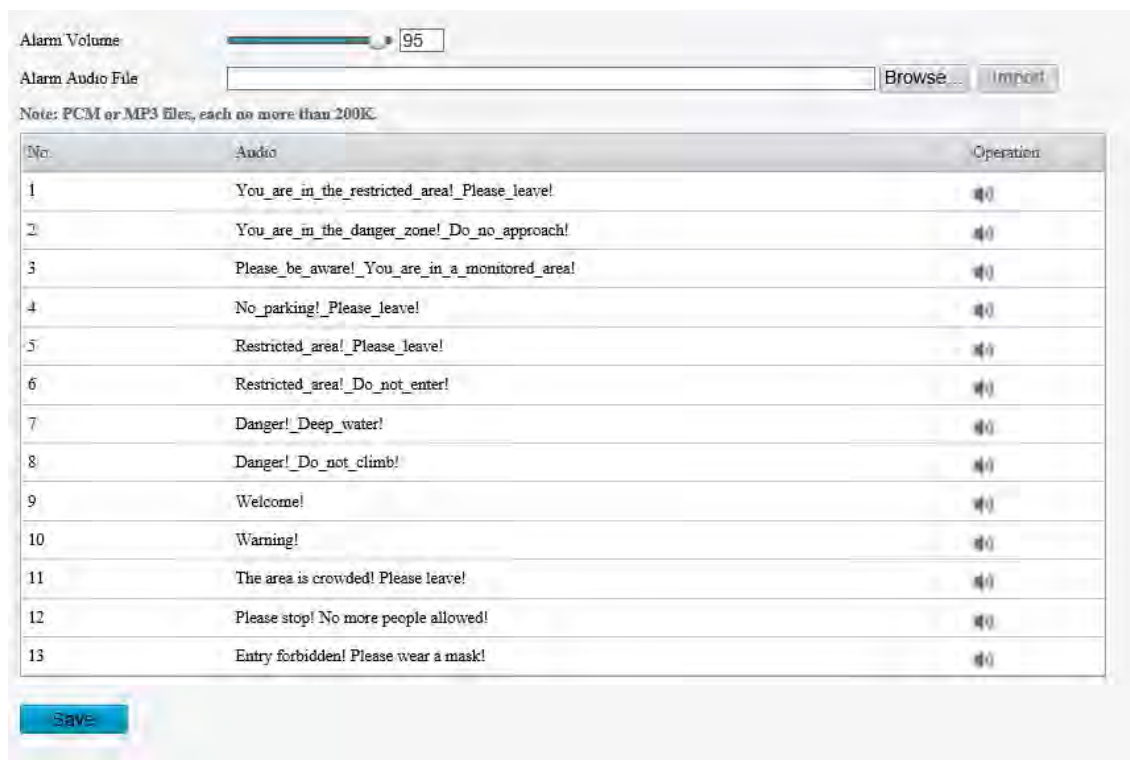 Alarm Volume 95
Alarm Audio File Browse... Import
Note: PCM or MP3 files, each no more than 200K.
No. Audio Operation
1 You_are_in_the_restricted_area!_Please_leave!
2 You_are_in_the_danger_zone!_Do_no_approach!
3 Please_be_aware!_You_are_in_a_monitored_area!
4 No_parking!_Please_leave!
5 Restricted_area!_Please_leave!
6 Restricted_area!_Do_not_enter!
7 Danger!_Deep_water!
8 Danger!_Do_not_climb!
9 Welcome!
10 Warning!
11 The area is crowded! Please leave!
12 Please stop! No more people allowed!
13 Entry forbidden! Please wear a mask!
Save